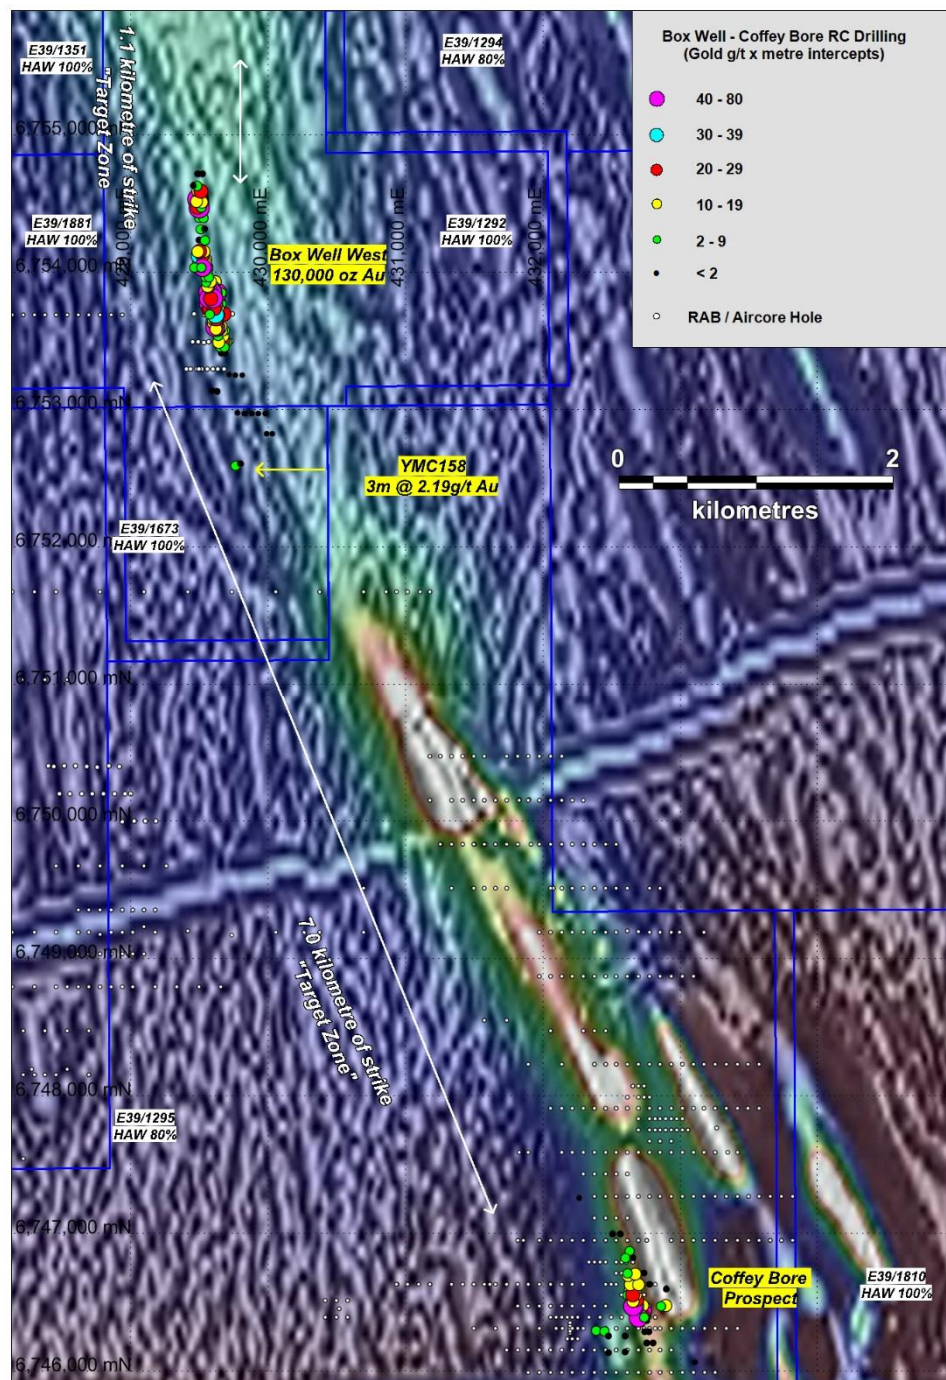 Box Well - Coffey Bore RC Drilling
(Gold g/t x metre intercepts)
40 - 80
30 - 39
20 - 29
10 - 19
2 - 9
< 2
RAB / Aircore Hole
E39/1351
HAW 100%
1.1 kilometre of strike
"Target Zone
E39/1294
HAW 80%
6,755,000 mN
E39/1881
HAW 100%
430,000 mE
431,000 mE
432,000 mE
E39/1292
HAW 100%
Box Well West
130,000 oz Au
6,754,000 mN
6,753,000 mN
0
2
kilometres
YMC158
3m @ 2.19g/t Au
E39/1673
HAW 100%
6,752,000 mN
6,751,000 mN
6,750,000 mN
6,749,000 mN
7.0 kilometre of strike
"Target Zone"
6,748,000 mN
E39/1295
HAW 80%
6,747,000 mN
Coffey Bore
Prospect
E39/1810
HAW 100%
6,746,000 mN